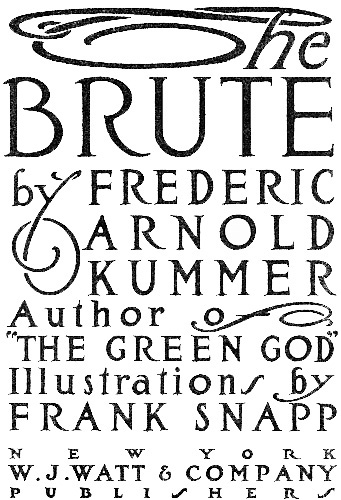 The
BRUTE
by FREDERIC
ARNOLD
KUMMER
Author of
"THE GREEN GOD"
Illustrations by
FRANK SNAPP
NEW YORK
W. J. WATT & COMPANY
PUBLISHERS